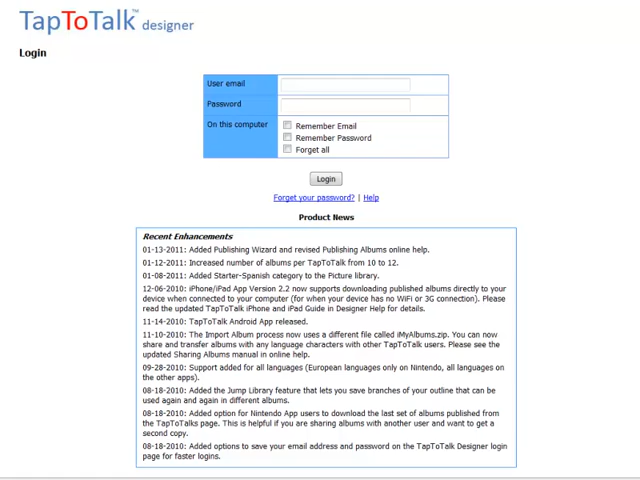 TapToTalk™ designer
Login
User email
Password
On this computer
Remember Email
Remember Password
Forget all
Login
Forget your password? | Help
Product News
Recent Enhancements
01-13-2011: Added Publishing Wizard and revised Publishing Albums online help.
01-12-2011: Increased number of albums per TapToTalk from 10 to 12.
01-08-2011: Added Starter-Spanish category to the Picture library.
12-06-2010: iPhone/iPad App Version 2.2 now supports downloading published albums directly to your
device when connected to your computer (for when your device has no WiFi or 3G connection). Please
read the updated TapToTalk iPhone and iPad Guide in Designer Help for details.
11-14-2010: TapToTalk Android App released.
11-10-2010: The Import Album process now uses a different file called iMyAlbums.zip. You can now
share and transfer albums with any language characters with other TapToTalk users. Please see the
updated Sharing Albums manual in online help.
09-28-2010: Support added for all languages (European languages only on Nintendo, all languages on
the other apps).
08-18-2010: Added the Jump Library feature that lets you save branches of your outline that can be
used again and again in different albums.
08-18-2010: Added option for Nintendo App users to download the last set of albums published from
the TapToTalks page. This is helpful if you are sharing albums with another user and want to get a
second copy.
08-18-2010: Added options to save your email address and password on the TapToTalk Designer login
page for faster logins.